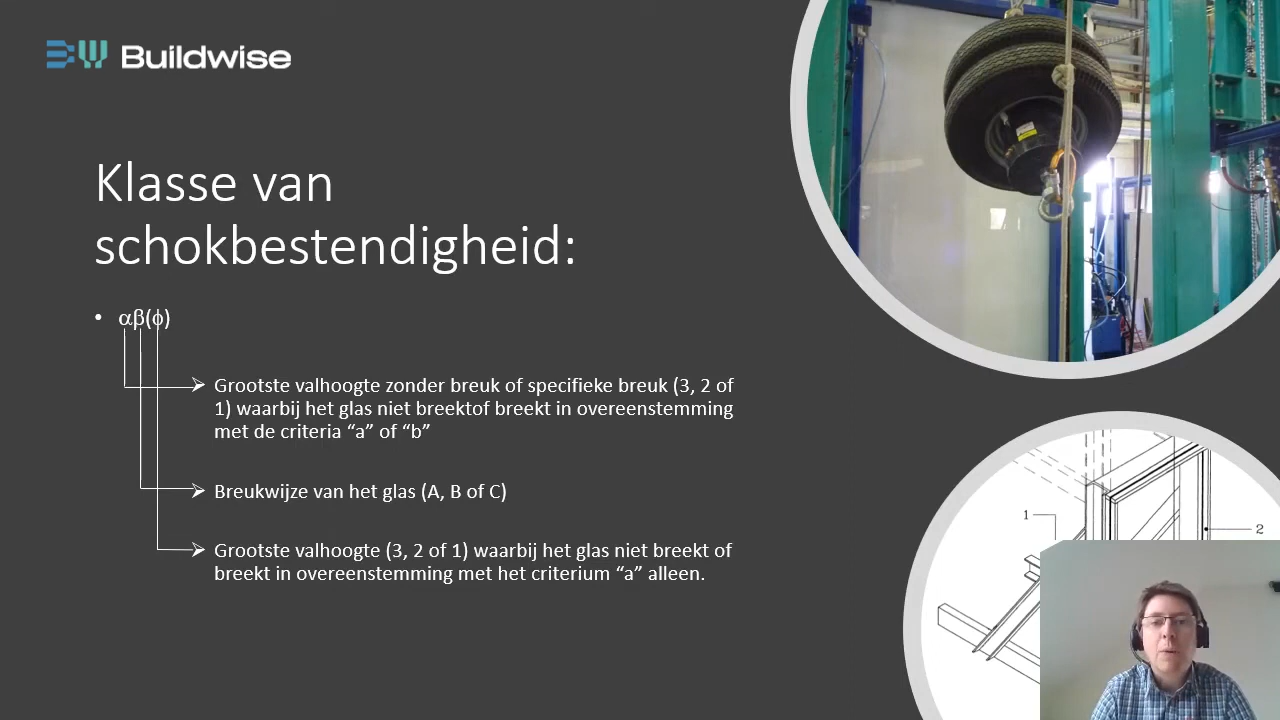 Buildwise
Klasse van
schokbestendigheid:
• αβ(ϕ)
Grootste valhoogte zonder breuk of specifieke breuk (3, 2 of
1) waarbij het glas niet breektof breekt in overeenstemming
met de criteria “a” of “b”
Breukwijze van het glas (A, B of C)
Grootste valhoogte (3, 2 of 1) waarbij het glas niet breekt of
breekt in overeenstemming met het criterium “a” alleen.
1
2